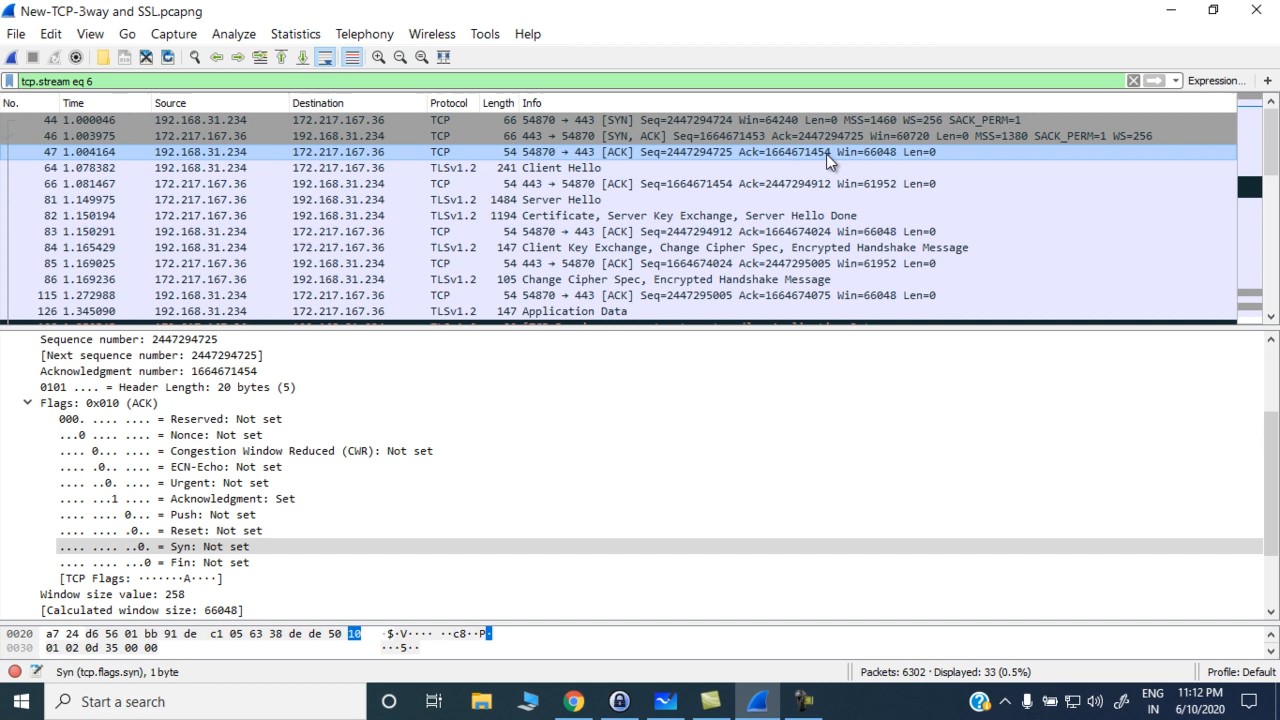 New-TCP-3way and SSL.pcapng
File Edit View Go Capture Analyze Statistics Telephony Wireless Tools Help
tcp.stream eq 6 Expression... +
No. Time Source Destination Protocol Length Info
44 1.000046 192.168.31.234 172.217.167.36 TCP 66 54870 → 443 [SYN] Seq=2447294724 Win=64240 Len=0 MSS=1460 WS=256 SACK_PERM=1
46 1.003975 172.217.167.36 192.168.31.234 TCP 66 443 → 54870 [SYN, ACK] Seq=1664671453 Ack=2447294725 Win=60720 Len=0 MSS=1380 SACK_PERM=1 WS=256
47 1.004164 192.168.31.234 172.217.167.36 TCP 54 54870 → 443 [ACK] Seq=2447294725 Ack=1664671454 Win=66048 Len=0
64 1.078382 192.168.31.234 172.217.167.36 TLSv1.2 241 Client Hello
66 1.081467 172.217.167.36 192.168.31.234 TCP 54 443 → 54870 [ACK] Seq=1664671454 Ack=2447294912 Win=61952 Len=0
81 1.149975 172.217.167.36 192.168.31.234 TLSv1.2 1484 Server Hello
82 1.150194 172.217.167.36 192.168.31.234 TLSv1.2 1194 Certificate, Server Key Exchange, Server Hello Done
83 1.150291 192.168.31.234 172.217.167.36 TCP 54 54870 → 443 [ACK] Seq=2447294912 Ack=1664674024 Win=66048 Len=0
84 1.165429 192.168.31.234 172.217.167.36 TLSv1.2 147 Client Key Exchange, Change Cipher Spec, Encrypted Handshake Message
85 1.169025 172.217.167.36 192.168.31.234 TCP 54 443 → 54870 [ACK] Seq=1664674024 Ack=2447295005 Win=61952 Len=0
86 1.169236 172.217.167.36 192.168.31.234 TLSv1.2 105 Change Cipher Spec, Encrypted Handshake Message
115 1.272988 192.168.31.234 172.217.167.36 TCP 54 54870 → 443 [ACK] Seq=2447295005 Ack=1664674075 Win=66048 Len=0
126 1.345090 192.168.31.234 172.217.167.36 TLSv1.2 147 Application Data
Sequence number: 2447294725
[Next sequence number: 2447294725]
Acknowledgment number: 1664671454
0101 .... = Header Length: 20 bytes (5)
Flags: 0x010 (ACK)
000. .... .... = Reserved: Not set
...0 .... .... = Nonce: Not set
.... 0... .... = Congestion Window Reduced (CWR): Not set
.... .0.. .... = ECN-Echo: Not set
.... ..0. .... = Urgent: Not set
.... ...1 .... = Acknowledgment: Set
.... .... 0... = Push: Not set
.... .... .0.. = Reset: Not set
.... .... ..0. = Syn: Not set
.... .... ...0 = Fin: Not set
[TCP Flags: ·······A····]
Window size value: 258
[Calculated window size: 66048]
0020 a7 24 d6 56 01 bb 91 de c1 05 63 38 de de 50 10 ·$·V···· ··c8··P·
0030 01 02 0d 35 00 00 ···5··
Syn (tcp.flags.syn), 1 byte Packets: 6302 · Displayed: 33 (0.5%) Profile: Default
Start a search ENG 11:12 PM
IN 6/10/2020